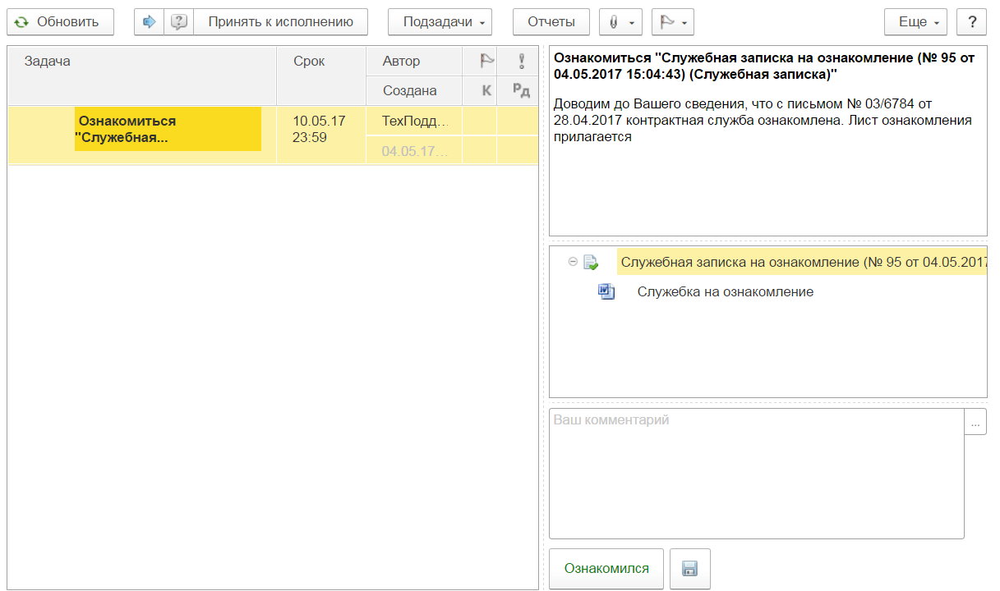 Обновить
Принять к исполнению
Подзадачи
Отчеты
Еще
?
Задача
Срок
Автор
Создана
К
РД
Ознакомиться
"Служебная...
10.05.17
23:59
ТехПодд...
04.05.17...
Ознакомиться "Служебная записка на ознакомление (№ 95 от
04.05.2017 15:04:43) (Служебная записка)"
Доводим до Вашего сведения, что с письмом № 03/6784 от
28.04.2017 контрактная служба ознакомлена. Лист ознакомления
прилагается
Служебная записка на ознакомление (№ 95 от 04.05.2017
Служебка на ознакомление
Ваш комментарий
...
Ознакомился